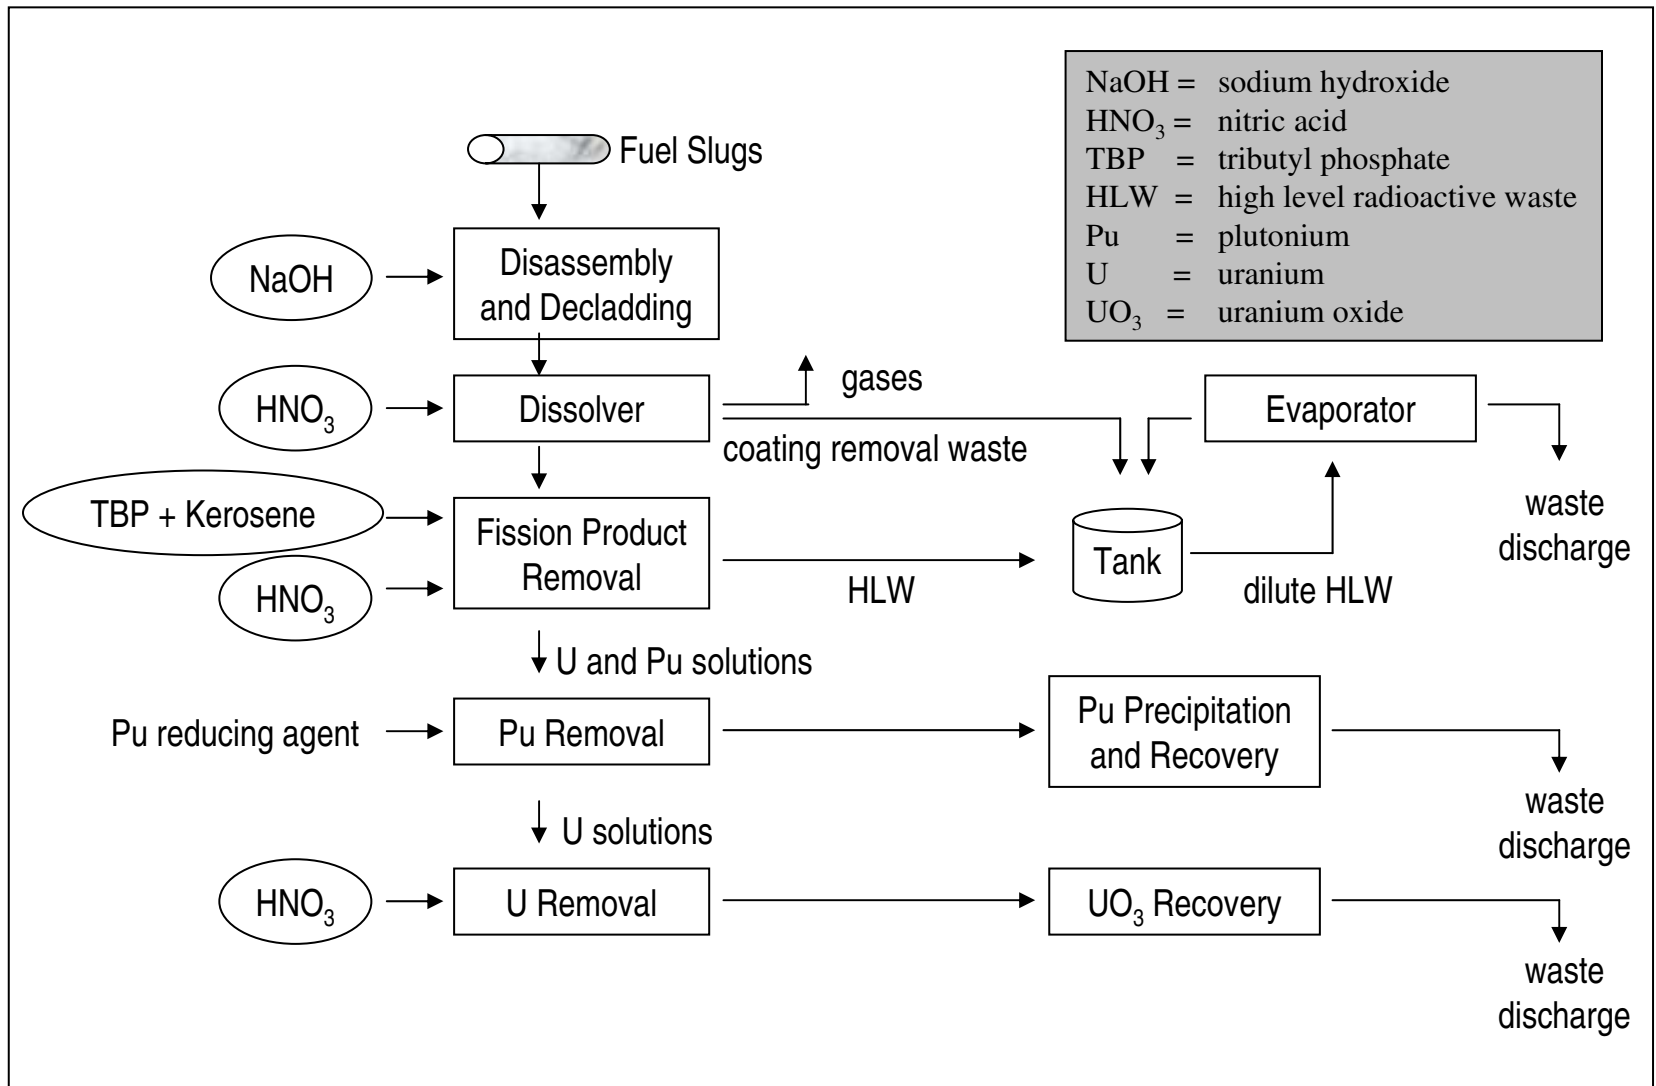 NaOH = sodium hydroxide
HNO₃ = nitric acid
TBP = tributyl phosphate
HLW = high level radioactive waste
Pu = plutonium
U = uranium
UO₃ = uranium oxide
Fuel Slugs
NaOH
Disassembly
and Decladding
HNO₃
Dissolver
gases
coating removal waste
Evaporator
waste
discharge
TBP + Kerosene
HNO₃
Fission Product
Removal
HLW
Tank
dilute HLW
U and Pu solutions
Pu reducing agent
Pu Removal
Pu Precipitation
and Recovery
waste
discharge
U solutions
HNO₃
U Removal
UO₃ Recovery
waste
discharge